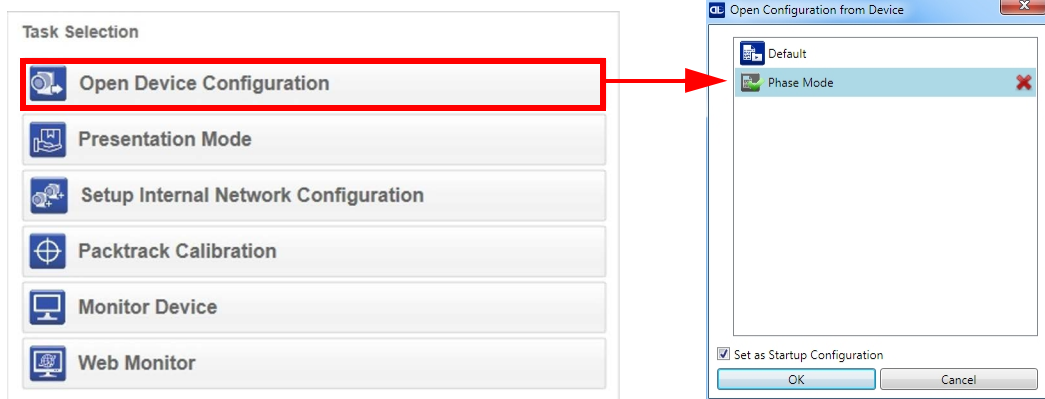 Task Selection
Open Device Configuration
Presentation Mode
Setup Internal Network Configuration
Packtrack Calibration
Monitor Device
Web Monitor
Open Configuration from Device
Default
Phase Mode
Set as Startup Configuration
OK
Cancel